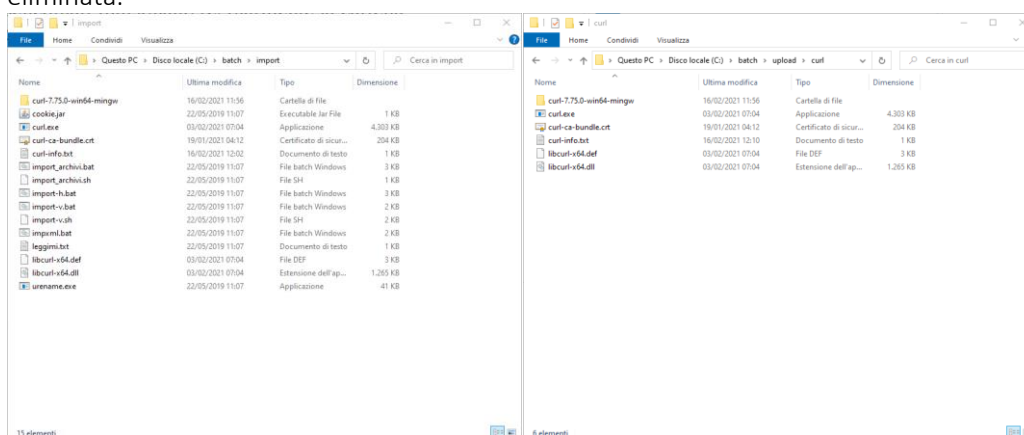 eliminata.
import
File Home Condividi Visualizza
Questo PC > Disco locale (C:) > batch > import
Cerca in import
Nome Ultima modifica Tipo Dimensione
curl-7.75.0-win64-mingw 16/02/2021 11:56 Cartella di file
cookie.jar 22/05/2019 11:07 Executable Jar File 1 KB
curl.exe 03/02/2021 07:04 Applicazione 4.303 KB
curl-ca-bundle.crt 19/01/2021 04:12 Certificato di sicur... 204 KB
curl-info.txt 16/02/2021 12:02 Documento di testo 1 KB
import_archivi.bat 22/05/2019 11:07 File batch Windows 3 KB
import_archivi.sh 22/05/2019 11:07 File SH 1 KB
import-h.bat 22/05/2019 11:07 File batch Windows 3 KB
import-v.bat 22/05/2019 11:07 File batch Windows 2 KB
import-v.sh 22/05/2019 11:07 File SH 2 KB
impxml.bat 22/05/2019 11:07 File batch Windows 2 KB
leggimi.txt 22/05/2019 11:07 Documento di testo 1 KB
libcurl-x64.def 03/02/2021 07:04 File DEF 3 KB
libcurl-x64.dll 03/02/2021 07:04 Estensione dell'ap... 1.265 KB
urename.exe 22/05/2019 11:07 Applicazione 41 KB
15 elementi
curl
File Home Condividi Visualizza
Questo PC > Disco locale (C:) > batch > upload > curl
Cerca in curl
Nome Ultima modifica Tipo Dimensione
curl-7.75.0-win64-mingw 16/02/2021 11:56 Cartella di file
curl.exe 03/02/2021 07:04 Applicazione 4.303 KB
curl-ca-bundle.crt 19/01/2021 04:12 Certificato di sicur... 204 KB
curl-info.txt 16/02/2021 12:10 Documento di testo 1 KB
libcurl-x64.def 03/02/2021 07:04 File DEF 3 KB
libcurl-x64.dll 03/02/2021 07:04 Estensione dell'ap... 1.265 KB
6 elementi